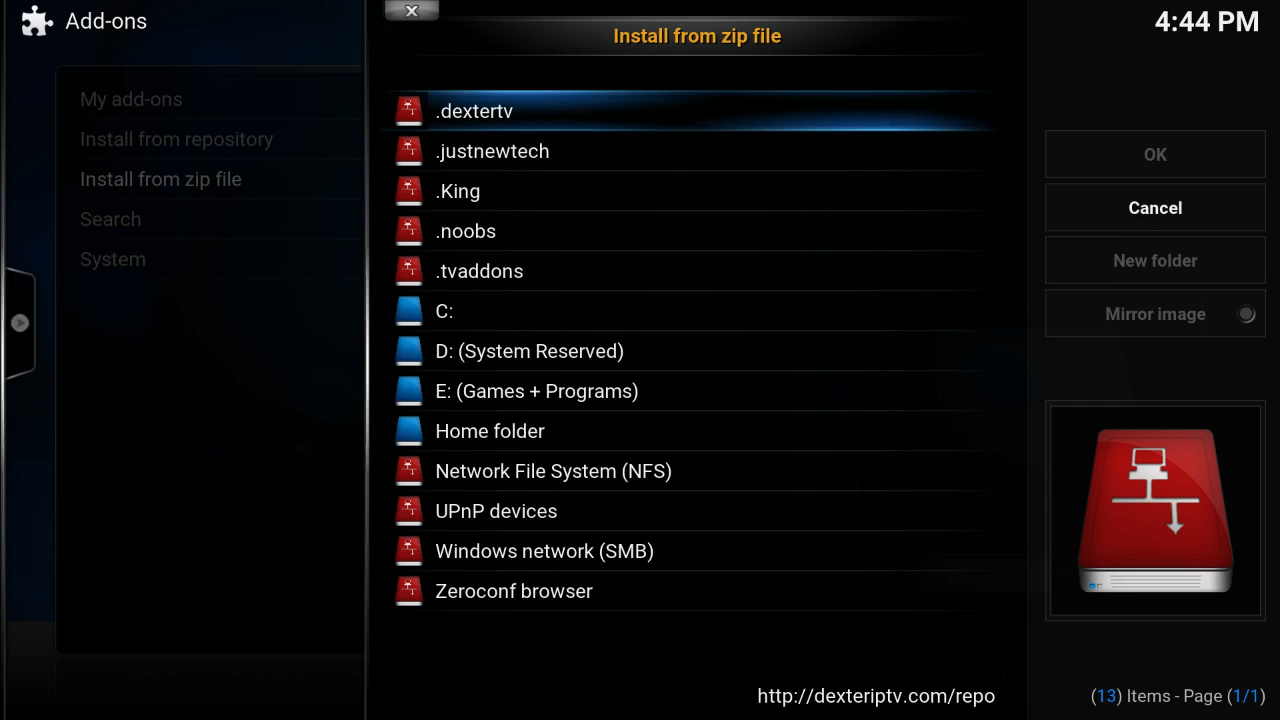 Add-ons
Install from zip file
4:44 PM
My add-ons
Install from repository
Install from zip file
Search
System
.dextertv
.justnewtech
.King
.noobs
.tvaddons
C:
D: (System Reserved)
E: (Games + Programs)
Home folder
Network File System (NFS)
UPnP devices
Windows network (SMB)
Zeroconf browser
OK
Cancel
New folder
Mirror image
http://dexteriptv.com/repo
(13) Items - Page (1/1)